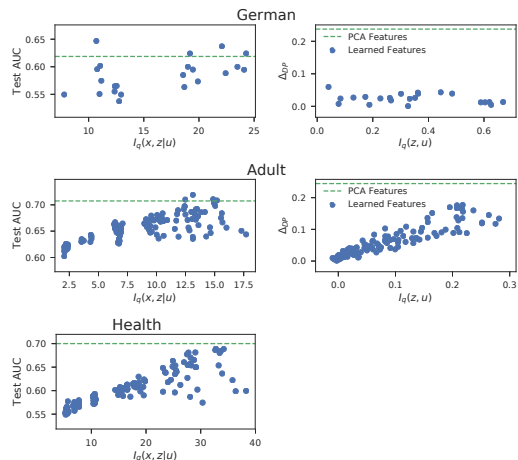 German
Test AUC
0.65
0.60
0.55
10
15
20
25
I_q(x, z|u)
Δ_DP
0.2
0.1
0.0
PCA Features
Learned Features
0.0
0.2
0.4
0.6
I_q(z, u)
Adult
Test AUC
0.70
0.65
0.60
2.5
5.0
7.5
10.0
12.5
15.0
17.5
I_q(x, z|u)
Δ_DP
0.2
0.1
0.0
PCA Features
Learned Features
0.0
0.1
0.2
0.3
I_q(z, u)
Health
Test AUC
0.70
0.65
0.60
0.55
10
20
30
40
I_q(x, z|u)